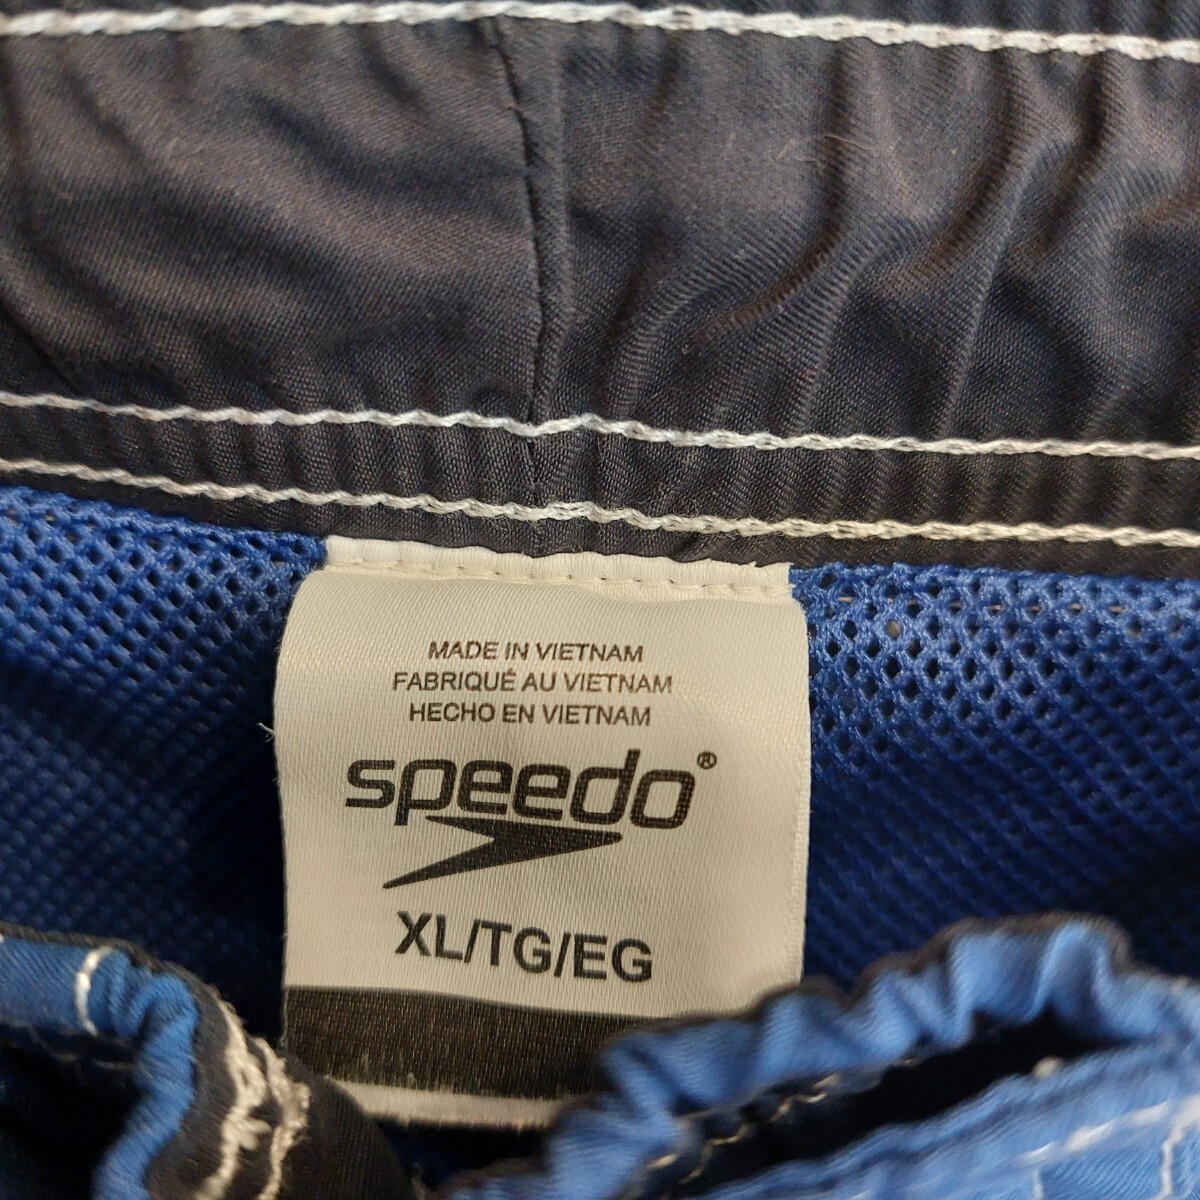 MADE IN VIETNAM
FABRIQUÉ AU VIETNAM
HECHO EN VIETNAM
speedo®
XL/TG/EG